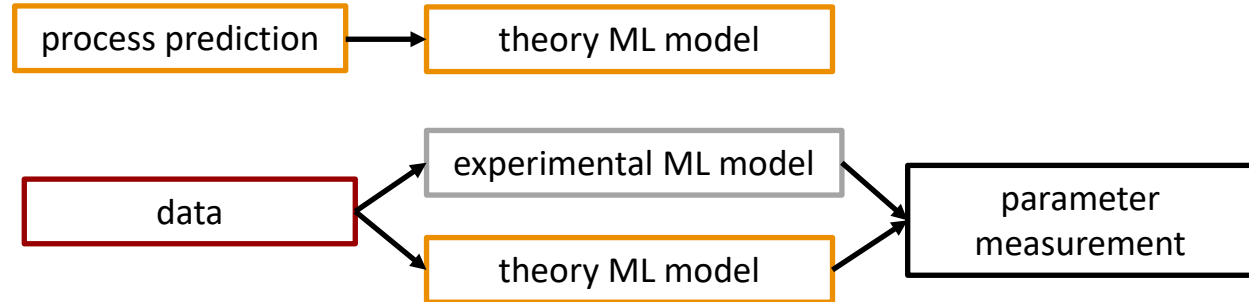 process prediction
theory ML model
experimental ML model
data
theory ML model
parameter
measurement